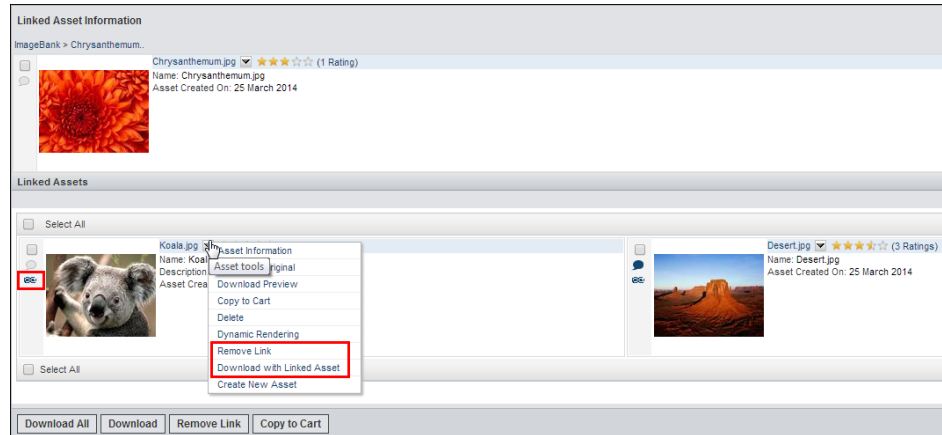 Linked Asset Information
ImageBank > Chrysanthemum..
Chrysanthemum.jpg (1 Rating)
Name: Chrysanthemum.jpg
Asset Created On: 25 March 2014
Linked Assets
Select All
Koala.jpg
Name: Koal
Description
Asset Crea
Asset tools
Asset Information
riginal
Download Preview
Copy to Cart
Delete
Dynamic Rendering
Remove Link
Download with Linked Asset
Create New Asset
Desert.jpg (3 Ratings)
Name: Desert.jpg
Asset Created On: 25 March 2014
Select All
Download All Download Remove Link Copy to Cart